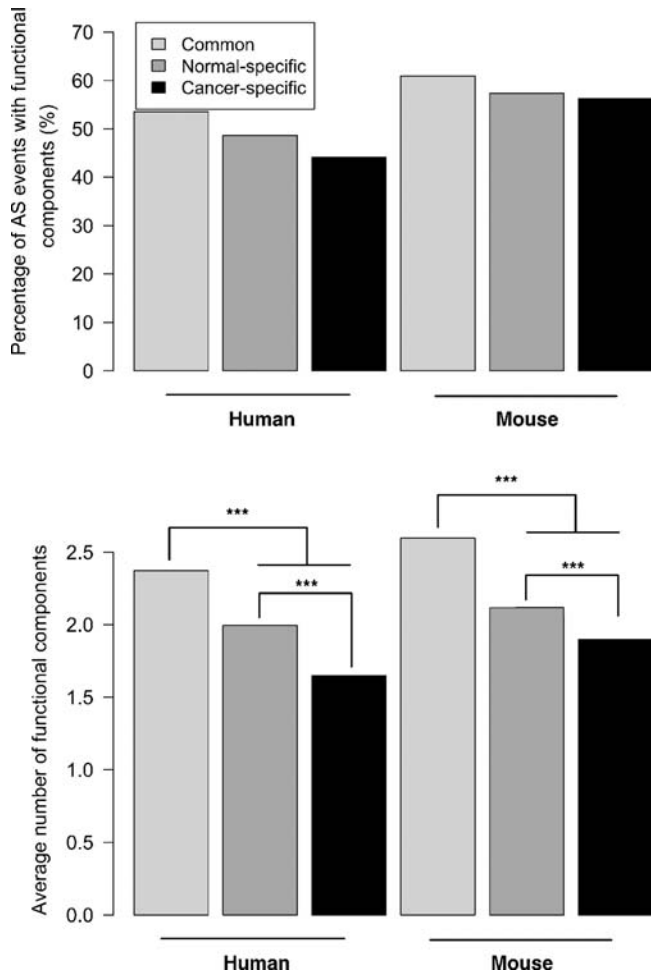 Percentage of AS events with functional
components (%)
70
60
50
40
30
20
10
0
Common
Normal-specific
Cancer-specific
Human
Mouse
Average number of functional components
2.5
2.0
1.5
1.0
0.5
0.0
***
***
***
***
Human
Mouse